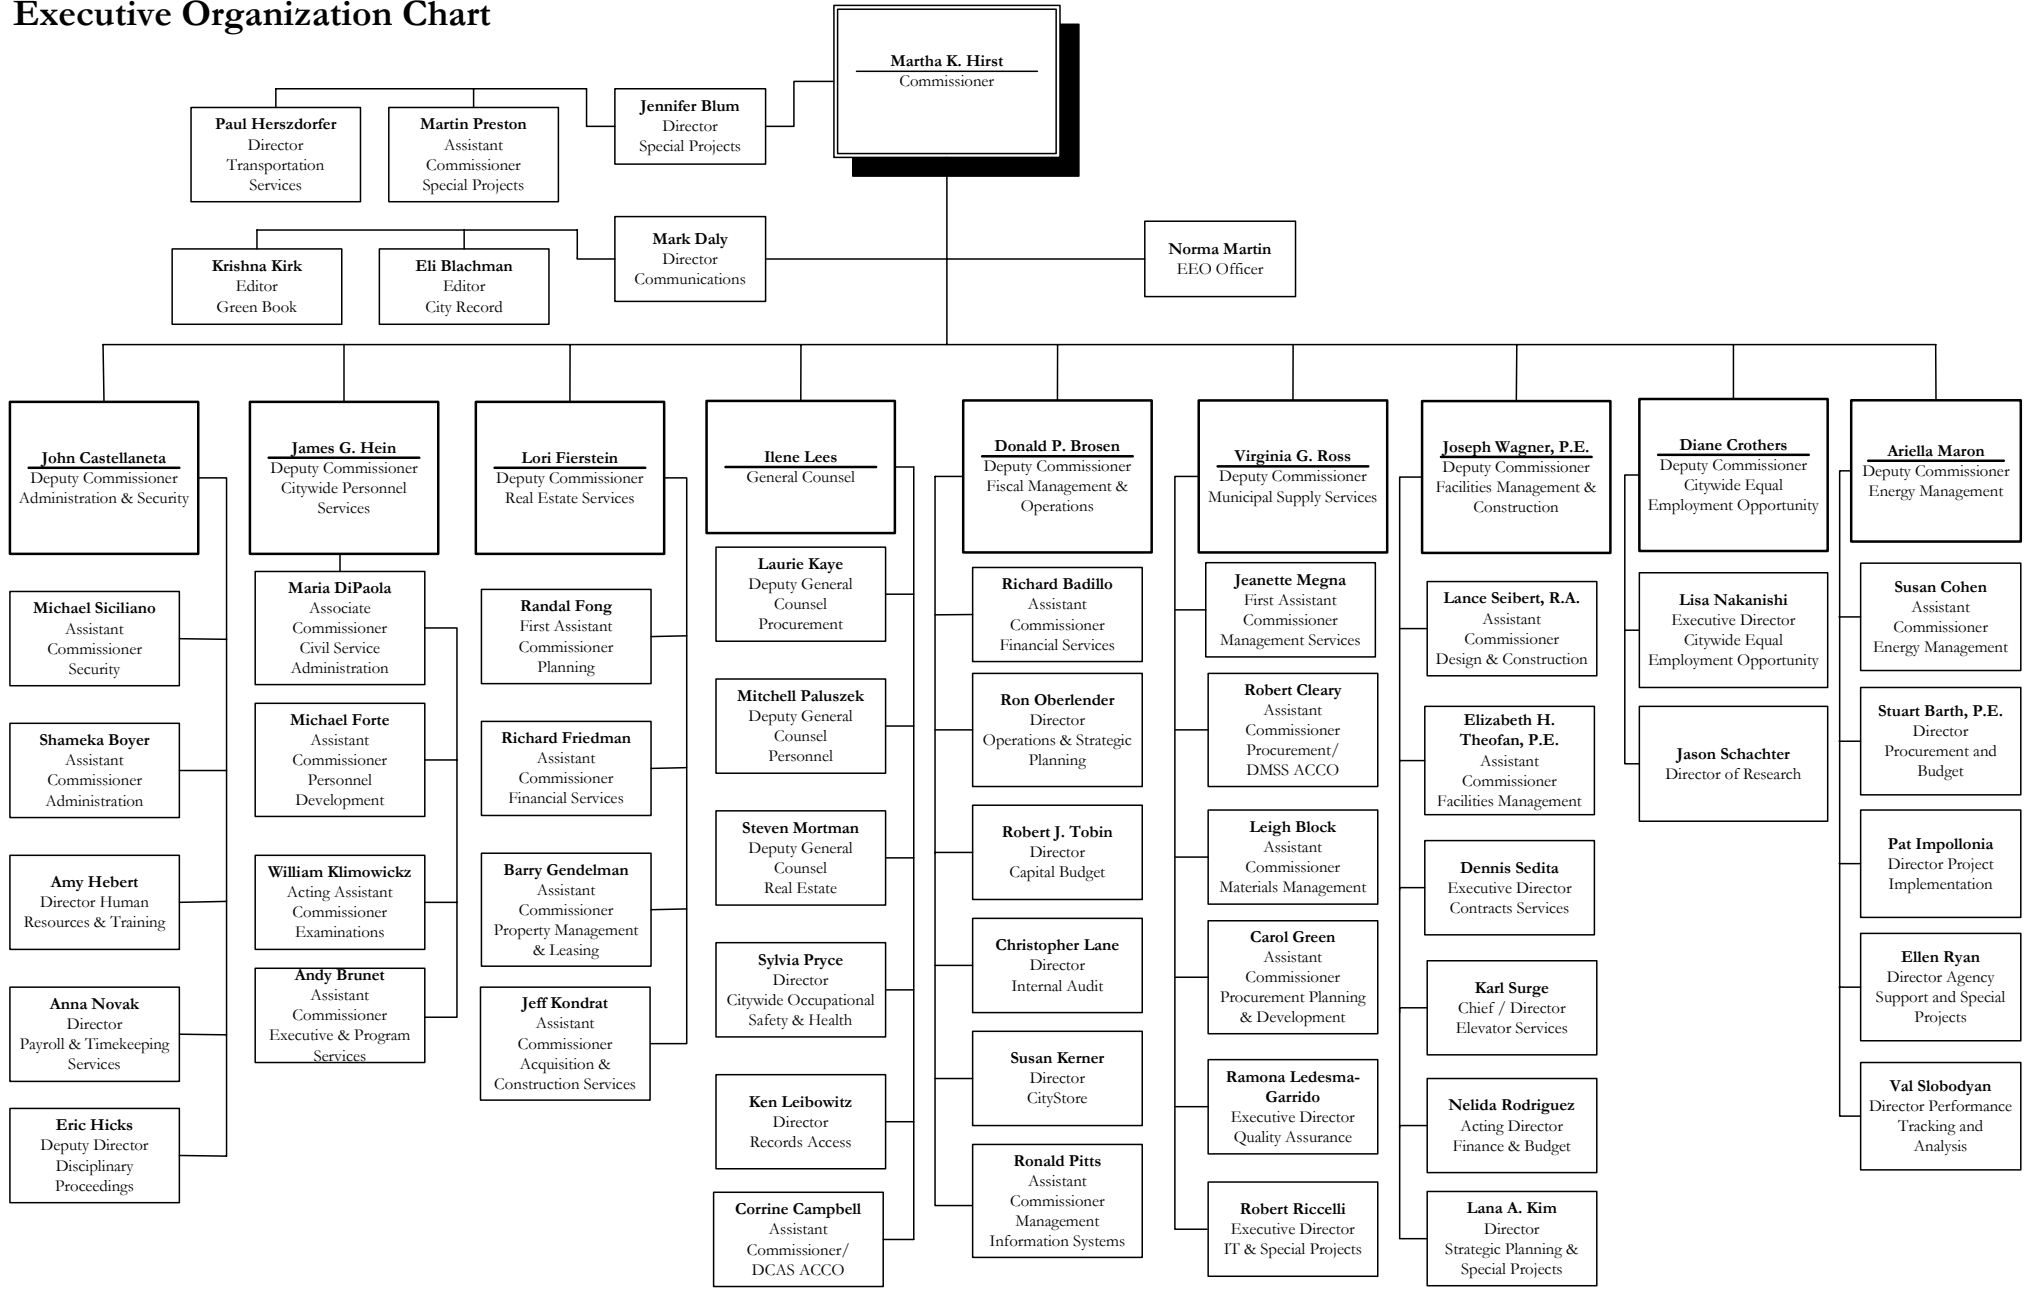 Executive Organization Chart
Martha K. Hirst
Commissioner
Jennifer Blum
Director
Special Projects
Paul Herszdorfer
Director
Transportation
Services
Martin Preston
Assistant
Commissioner
Special Projects
Mark Daly
Director
Communications
Krishna Kirk
Editor
Green Book
Eli Blachman
Editor
City Record
Norma Martin
EEO Officer
John Castellaneta
Deputy Commissioner
Administration & Security
Michael Siciliano
Assistant
Commissioner
Security
Shameka Boyer
Assistant
Commissioner
Administration
Amy Hebert
Director Human
Resources & Training
Anna Novak
Director
Payroll & Timekeeping
Services
Eric Hicks
Deputy Director
Disciplinary
Proceedings
James G. Hein
Deputy Commissioner
Citywide Personnel
Services
Maria DiPaola
Associate
Commissioner
Civil Service
Administration
Michael Forte
Assistant
Commissioner
Personnel
Development
William Klimowickz
Acting Assistant
Commissioner
Examinations
Andy Brunet
Assistant
Commissioner
Executive & Program
Services
Lori Fierstein
Deputy Commissioner
Real Estate Services
Randal Fong
First Assistant
Commissioner
Planning
Richard Friedman
Assistant
Commissioner
Financial Services
Barry Gendelman
Assistant
Commissioner
Property Management
& Leasing
Jeff Kondrat
Assistant
Commissioner
Acquisition &
Construction Services
Ilene Lees
General Counsel
Laurie Kaye
Deputy General
Counsel
Procurement
Mitchell Paluszek
Deputy General
Counsel
Personnel
Steven Mortman
Deputy General
Counsel
Real Estate
Sylvia Pryce
Director
Citywide Occupational
Safety & Health
Ken Leibowitz
Director
Records Access
Corrine Campbell
Assistant
Commissioner/
DCAS ACCO
Donald P. Brosen
Deputy Commissioner
Fiscal Management &
Operations
Richard Badillo
Assistant
Commissioner
Financial Services
Ron Oberlender
Director
Operations & Strategic
Planning
Robert J. Tobin
Director
Capital Budget
Christopher Lane
Director
Internal Audit
Susan Kerner
Director
CityStore
Ronald Pitts
Assistant
Commissioner
Management
Information Systems
Virginia G. Ross
Deputy Commissioner
Municipal Supply Services
Jeanette Megna
First Assistant
Commissioner
Management Services
Robert Cleary
Assistant
Commissioner
Procurement/
DMSS ACCO
Leigh Block
Assistant
Commissioner
Materials Management
Carol Green
Assistant
Commissioner
Procurement Planning
& Development
Ramona Ledesma-
Garrido
Executive Director
Quality Assurance
Robert Riccelli
Executive Director
IT & Special Projects
Joseph Wagner, P.E.
Deputy Commissioner
Facilities Management &
Construction
Lance Seibert, R.A.
Assistant
Commissioner
Design & Construction
Elizabeth H.
Theofan, P.E.
Assistant
Commissioner
Facilities Management
Dennis Sedita
Executive Director
Contracts Services
Karl Surge
Chief / Director
Elevator Services
Nelida Rodriguez
Acting Director
Finance & Budget
Lana A. Kim
Director
Strategic Planning &
Special Projects
Diane Crothers
Deputy Commissioner
Citywide Equal
Employment Opportunity
Lisa Nakanishi
Executive Director
Citywide Equal
Employment Opportunity
Jason Schachter
Director of Research
Ariella Maron
Deputy Commissioner
Energy Management
Susan Cohen
Assistant
Commissioner
Energy Management
Stuart Barth, P.E.
Director
Procurement and
Budget
Pat Impollonia
Director Project
Implementation
Ellen Ryan
Director Agency
Support and Special
Projects
Val Slobodyan
Director Performance
Tracking and
Analysis